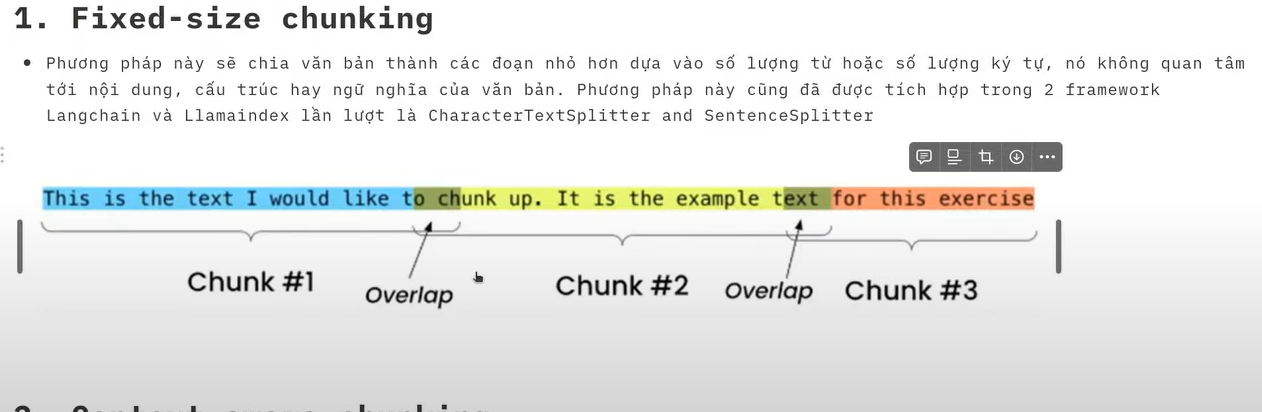 1. Fixed-size chunking
Phương pháp này sẽ chia văn bản thành các đoạn nhỏ hơn dựa vào số lượng từ hoặc số lượng ký tự, nó không quan tâm
tới nội dung, cấu trúc hay ngữ nghĩa của văn bản. Phương pháp này cũng đã được tích hợp trong 2 framework
Langchain và Llamaindex lần lượt là CharacterTextSplitter and SentenceSplitter
This is the text I would like to chunk up. It is the example text for this exercise
Chunk #1
Overlap
Chunk #2
Overlap
Chunk #3